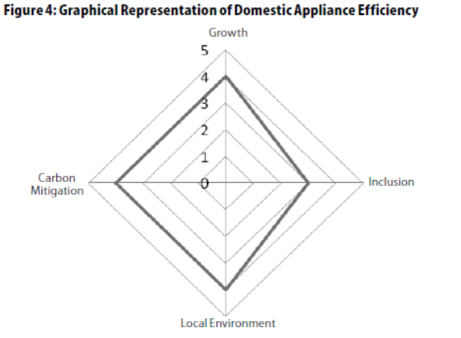 Figure 4: Graphical Representation of Domestic Appliance Efficiency
Growth
5
4
3
2
1
0
Carbon
Mitigation
Inclusion
Local Environment